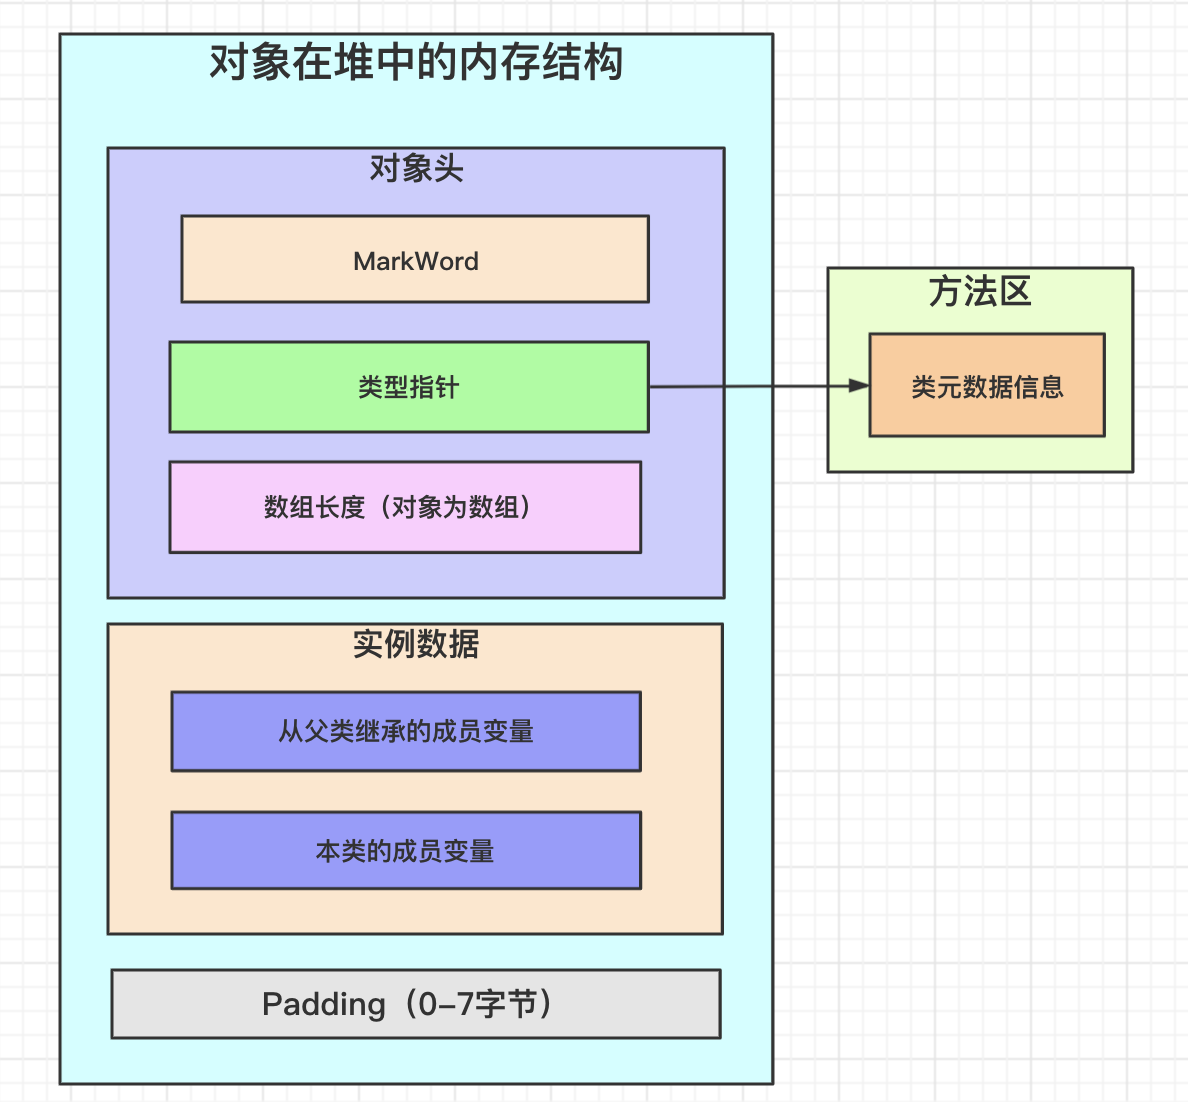 对象在堆中的内存结构
对象头
MarkWord
类型指针
数组长度（对象为数组）
方法区
类元数据信息
实例数据
从父类继承的成员变量
本类的成员变量
Padding（0-7字节）